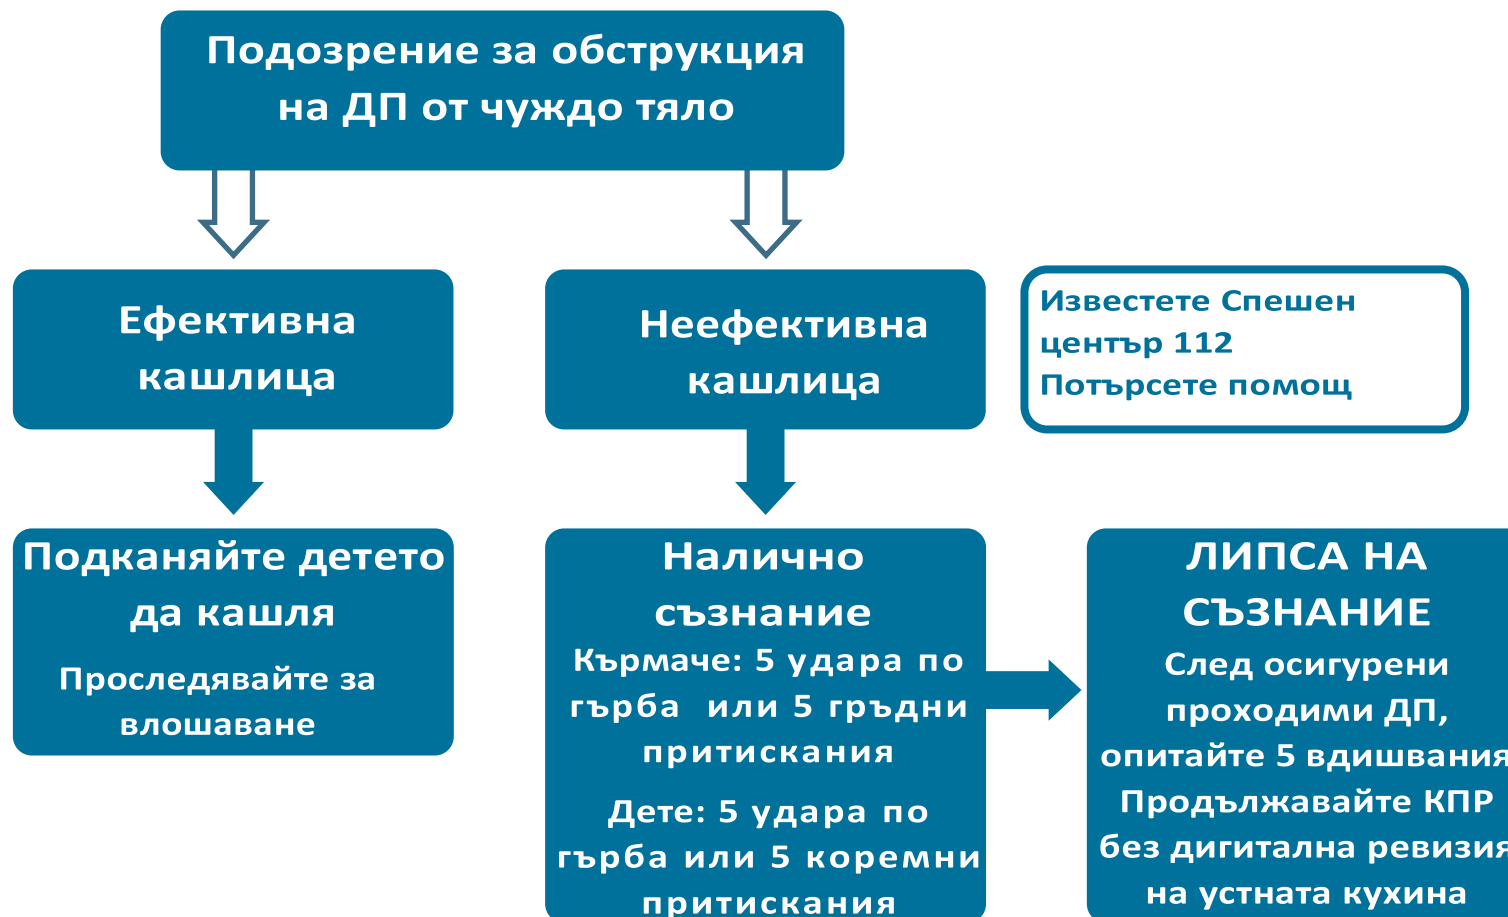 Подозрение за обструкция
на ДП от чуждо тяло
Ефективна
кашлица
Неефективна
кашлица
Известете Спешен
център 112
Потърсете помощ
Подканяйте детето
да кашля
Проследявайте за
влошаване
Налично
съзнание
Кърмаче: 5 удара по
гърба или 5 гръдни
притискания
Дете: 5 удара по
гърба или 5 коремни
притискания
ЛИПСА НА
СЪЗНАНИЕ
След осигурени
проходими ДП,
опитайте 5 вдишвания
Продължавайте КПР
без дигитална ревизия
на устната кухина